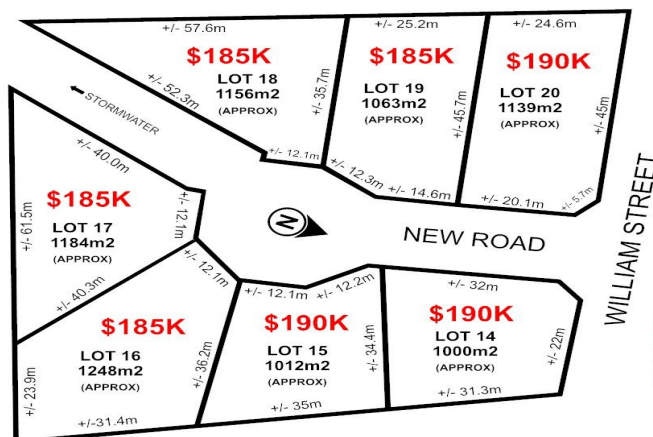 +/- 57.6m
+/- 25.2m
+/- 24.6m
$185K
LOT 18
1156m2
(APPROX)
+/- 52.3m
+/- 35.7m
+/- 12.1m
$185K
LOT 19
1063m2
(APPROX)
+/- 45.7m
+/- 12.3m
+/- 14.6m
$190K
LOT 20
1139m2
(APPROX)
+/- 45m
+/- 20.1m
+/- 5.7m
STORMWATER
+/- 40.0m
$185K
LOT 17
1184m2
(APPROX)
+/- 61.5m
+/- 12.1m
+/- 40.3m
N
NEW ROAD
WILLIAM STREET
+/- 12.1m
$185K
LOT 16
1248m2
(APPROX)
+/- 23.9m
+/- 36.2m
+/-31.4m
+/- 12.1m
+/- 12.2m
$190K
LOT 15
1012m2
(APPROX)
+/- 34.4m
+/- 35m
+/- 32m
$190K
LOT 14
1000m2
(APPROX)
+/- 22m
+/- 31.3m